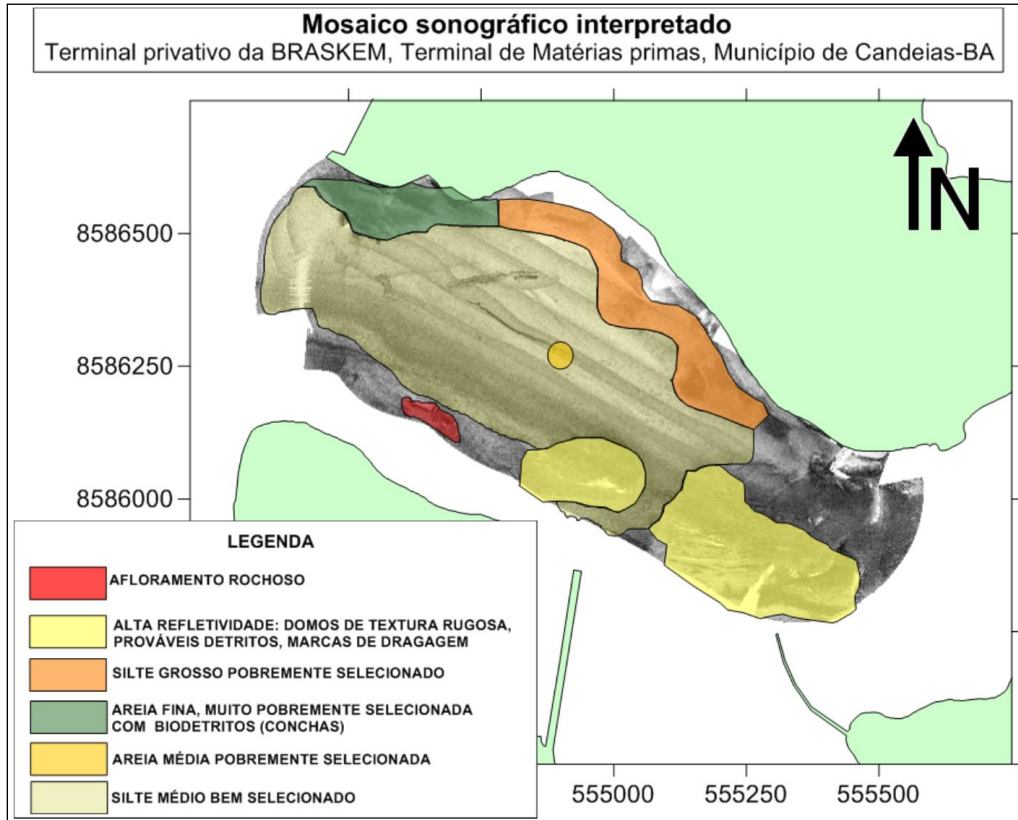 Mosaico sonográfico interpretado
Terminal privativo da BRASKEM, Terminal de Matérias primas, Município de Candeias-BA
N
8586500
8586250
8586000
LEGENDA
AFLORAMENTO ROCHOSO
ALTA REFLETIVIDADE: DOMOS DE TEXTURA RUGOSA,
PROVÁVEIS DETRITOS, MARCAS DE DRAGAGEM
SILTE GROSSO POBREMENTE SELECIONADO
AREIA FINA, MUITO POBREMENTE SELECIONADA
COM BIODETRITOS (CONCHAS)
AREIA MÉDIA POBREMENTE SELECIONADA
SILTE MÉDIO BEM SELECIONADO
555000 555250 555500